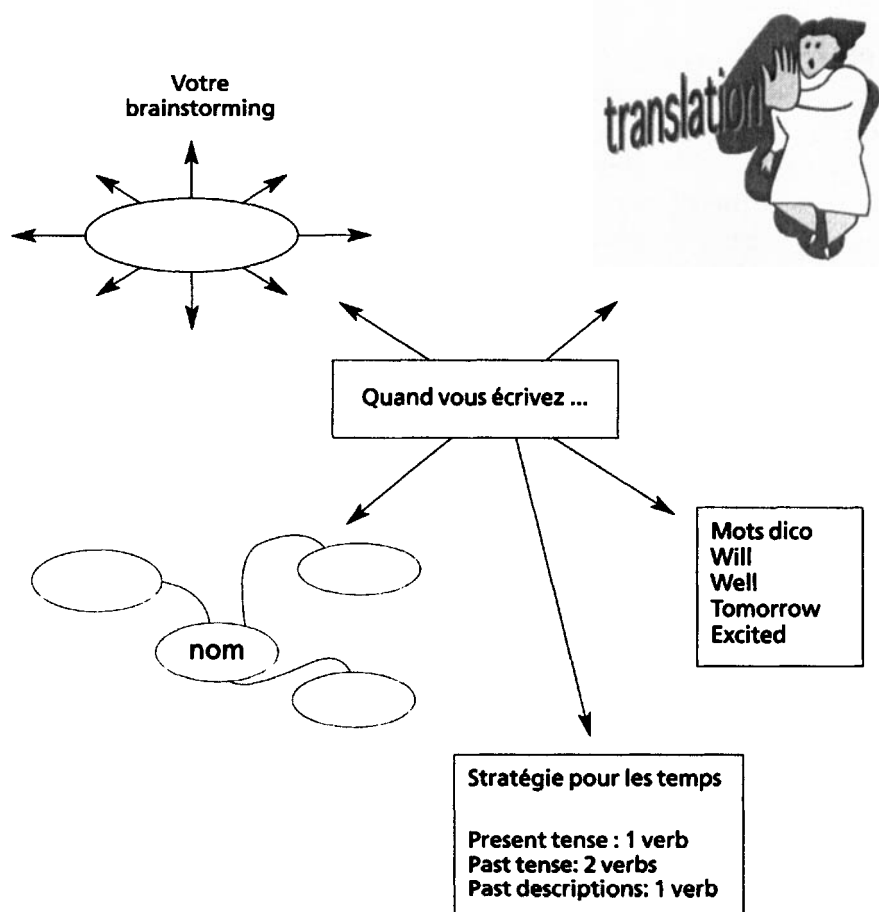 Votre
brainstorming
translation
Quand vous écrivez ...
nom
Mots dico
Will
Well
Tomorrow
Excited
Stratégie pour les temps
Present tense : 1 verb
Past tense: 2 verbs
Past descriptions: 1 verb